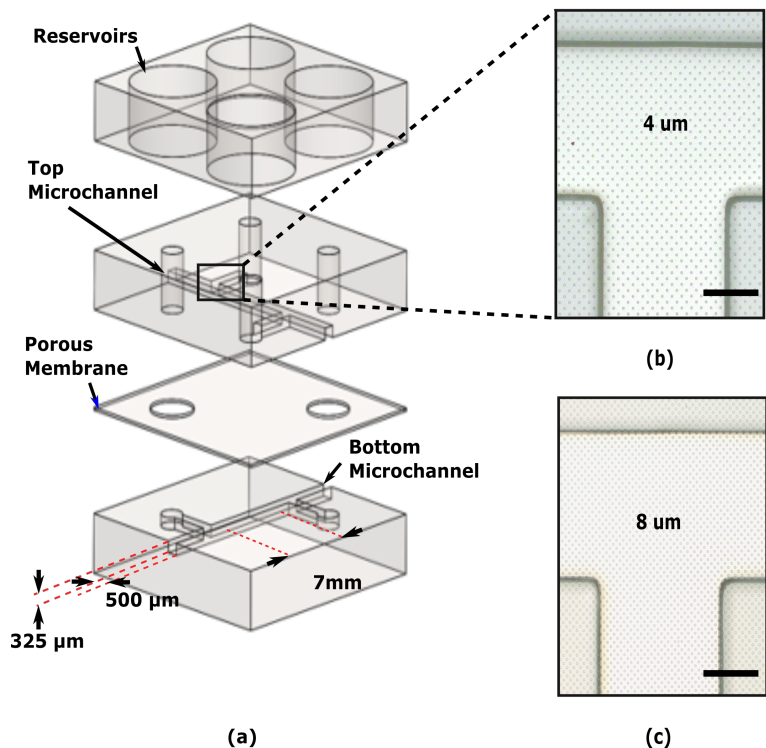 Reservoirs
Top
Microchannel
4 um
(b)
Porous
Membrane
Bottom
Microchannel
8 um
7mm
500 µm
325 µm
(a)
(c)